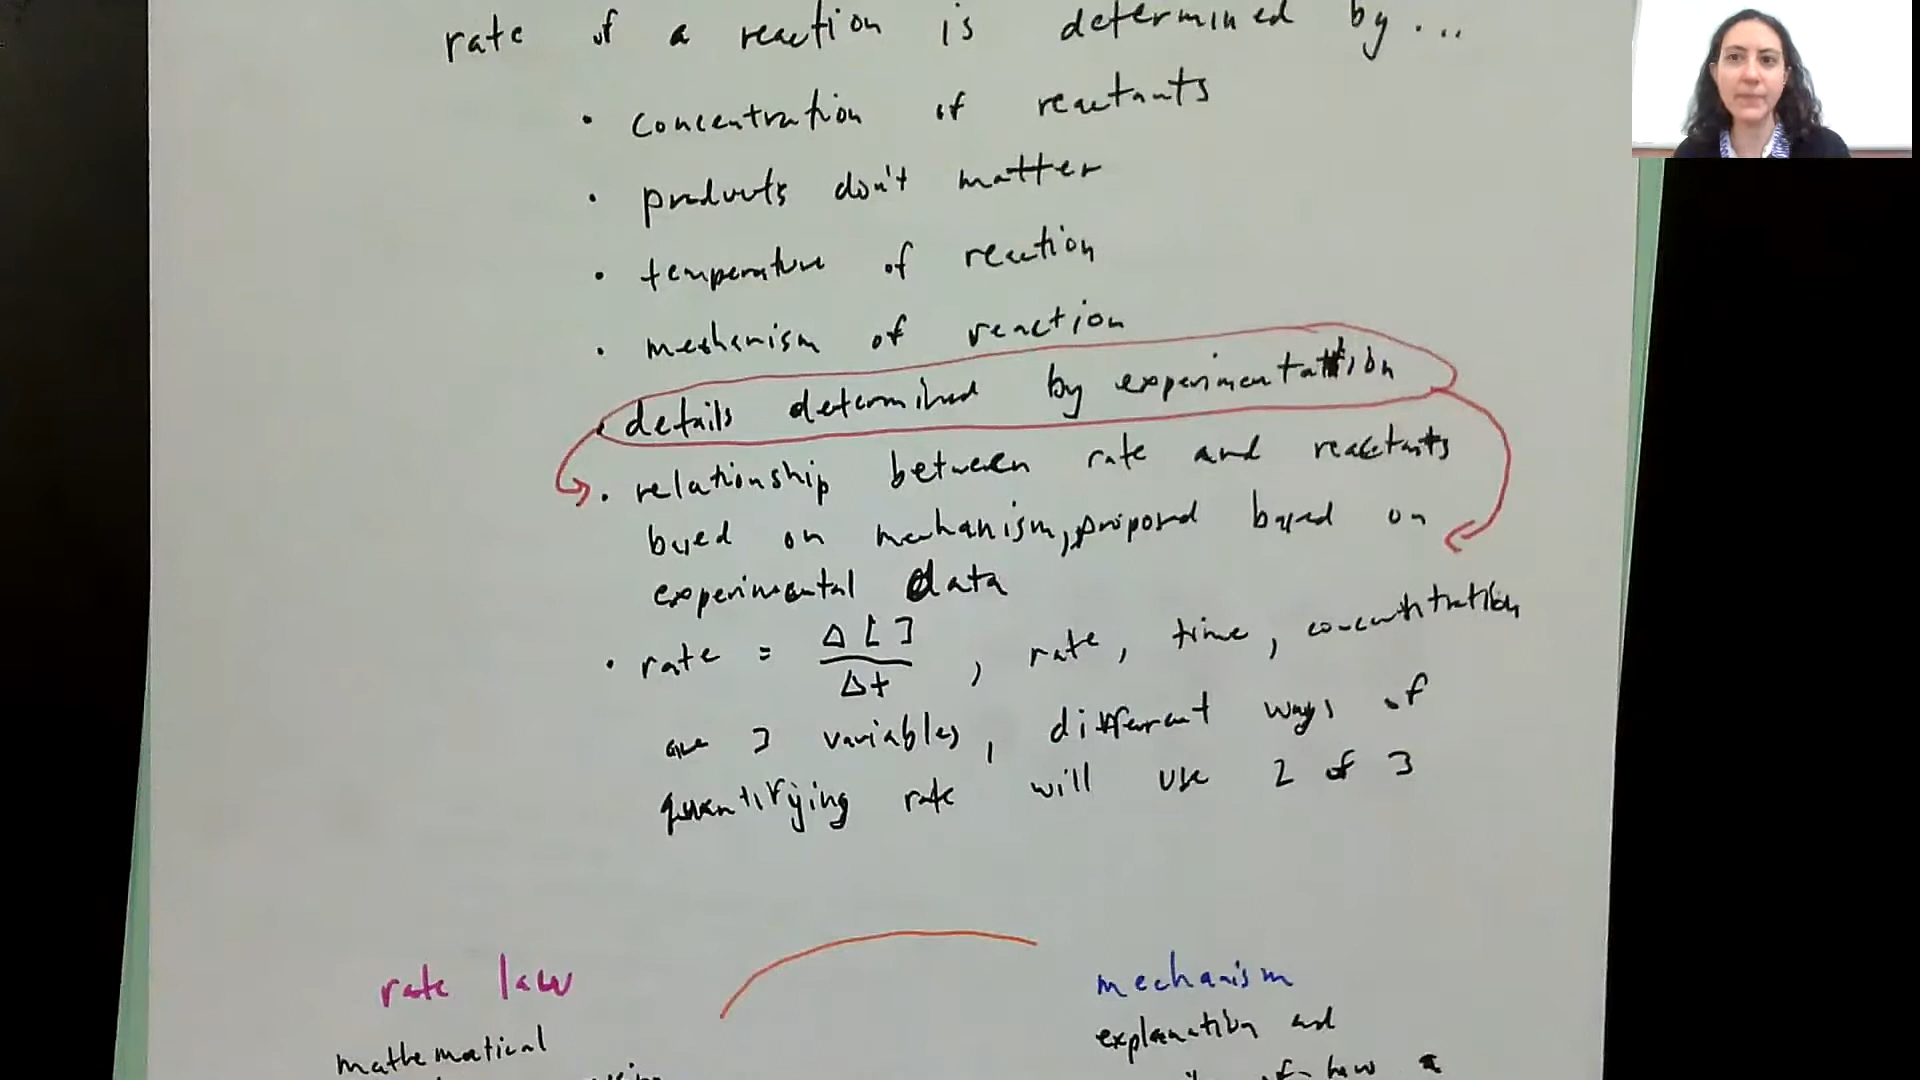 rate of a reaction is determined by...
• concentration of reactants
• products don't matter
• temperature of reaction
• mechanism of reaction
• details determined by experimentation
• relationship between rate and reactants
based on mechanism, proposed based on
experimental data
• rate = Δ[ ]/Δt, rate, time, concentration
are 3 variables, different ways of
quantifying rate will use 2 of 3
rate law
mathematical
mechanism
explanation and
of how a